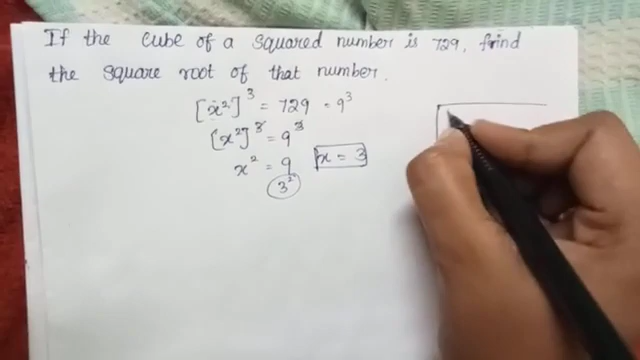 If the cube of a squared number is 729, find
the square root of that number.
[x²]³ = 729 = 9³
[x²]³ = 9³
x² = 9
x = 3
3²